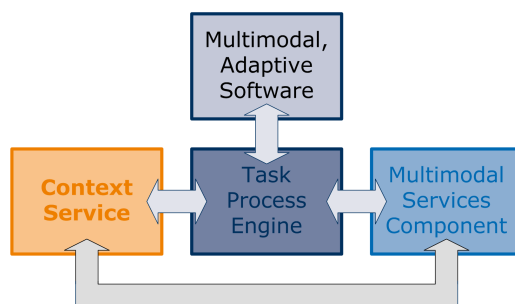 Multimodal,
Adaptive
Software
Context
Service
Task
Process
Engine
Multimodal
Services
Component